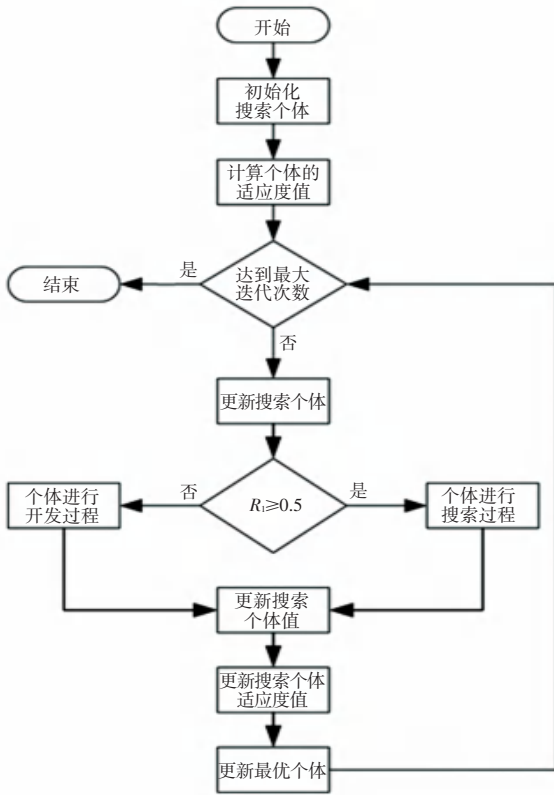 开始
初始化
搜索个体
计算个体的
适应度值
是
达到最大
迭代次数
结束
否
更新搜索个体
个体进行
开发过程
否
R₁≥0.5
是
个体进行
搜索过程
更新搜索
个体值
更新搜索个体
适应度值
更新最优个体